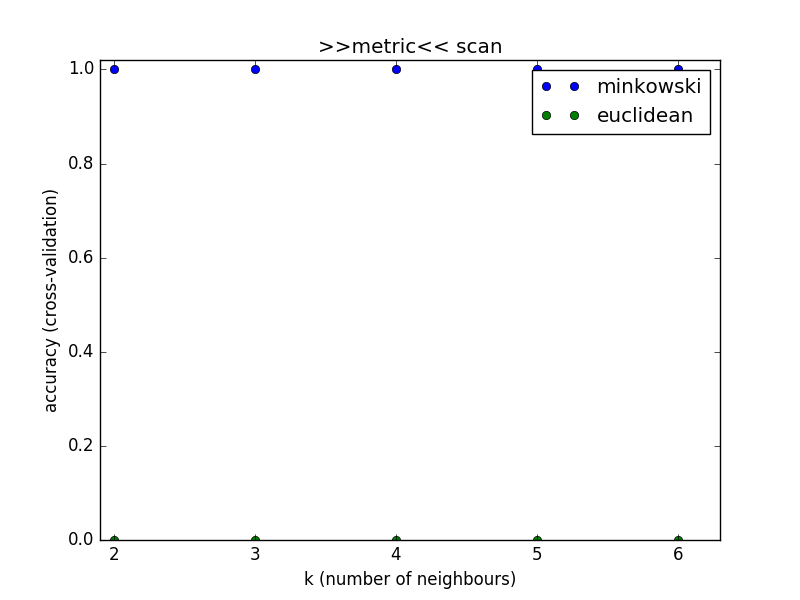 >>metric<< scan
1.0
0.8
0.6
0.4
0.2
0.0
accuracy (cross-validation)
minkowski
euclidean
2 3 4 5 6
k (number of neighbours)